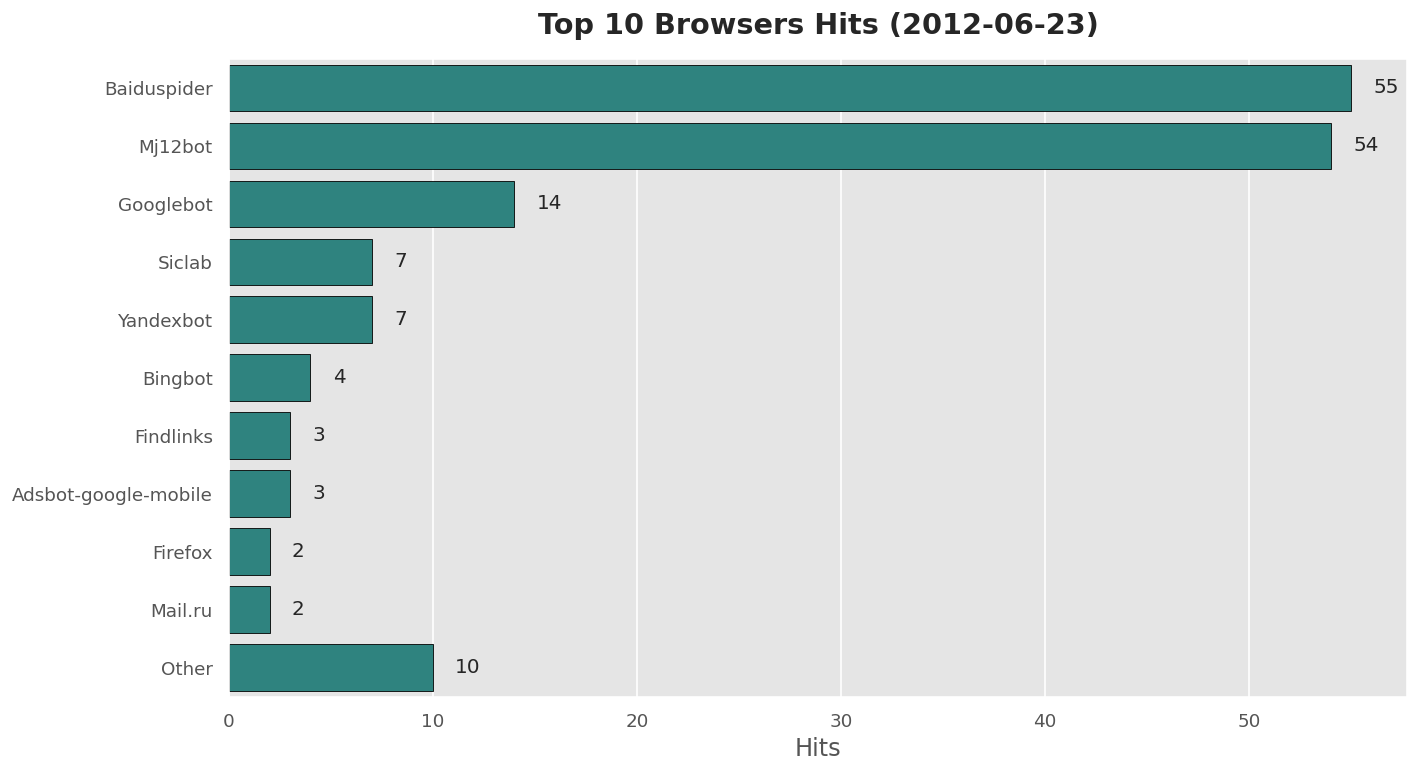 Top 10 Browsers Hits (2012-06-23)
Baiduspider 55
Mj12bot 54
Googlebot 14
Siclab 7
Yandexbot 7
Bingbot 4
Findlinks 3
Adsbot-google-mobile 3
Firefox 2
Mail.ru 2
Other 10
0 10 20 30 40 50
Hits